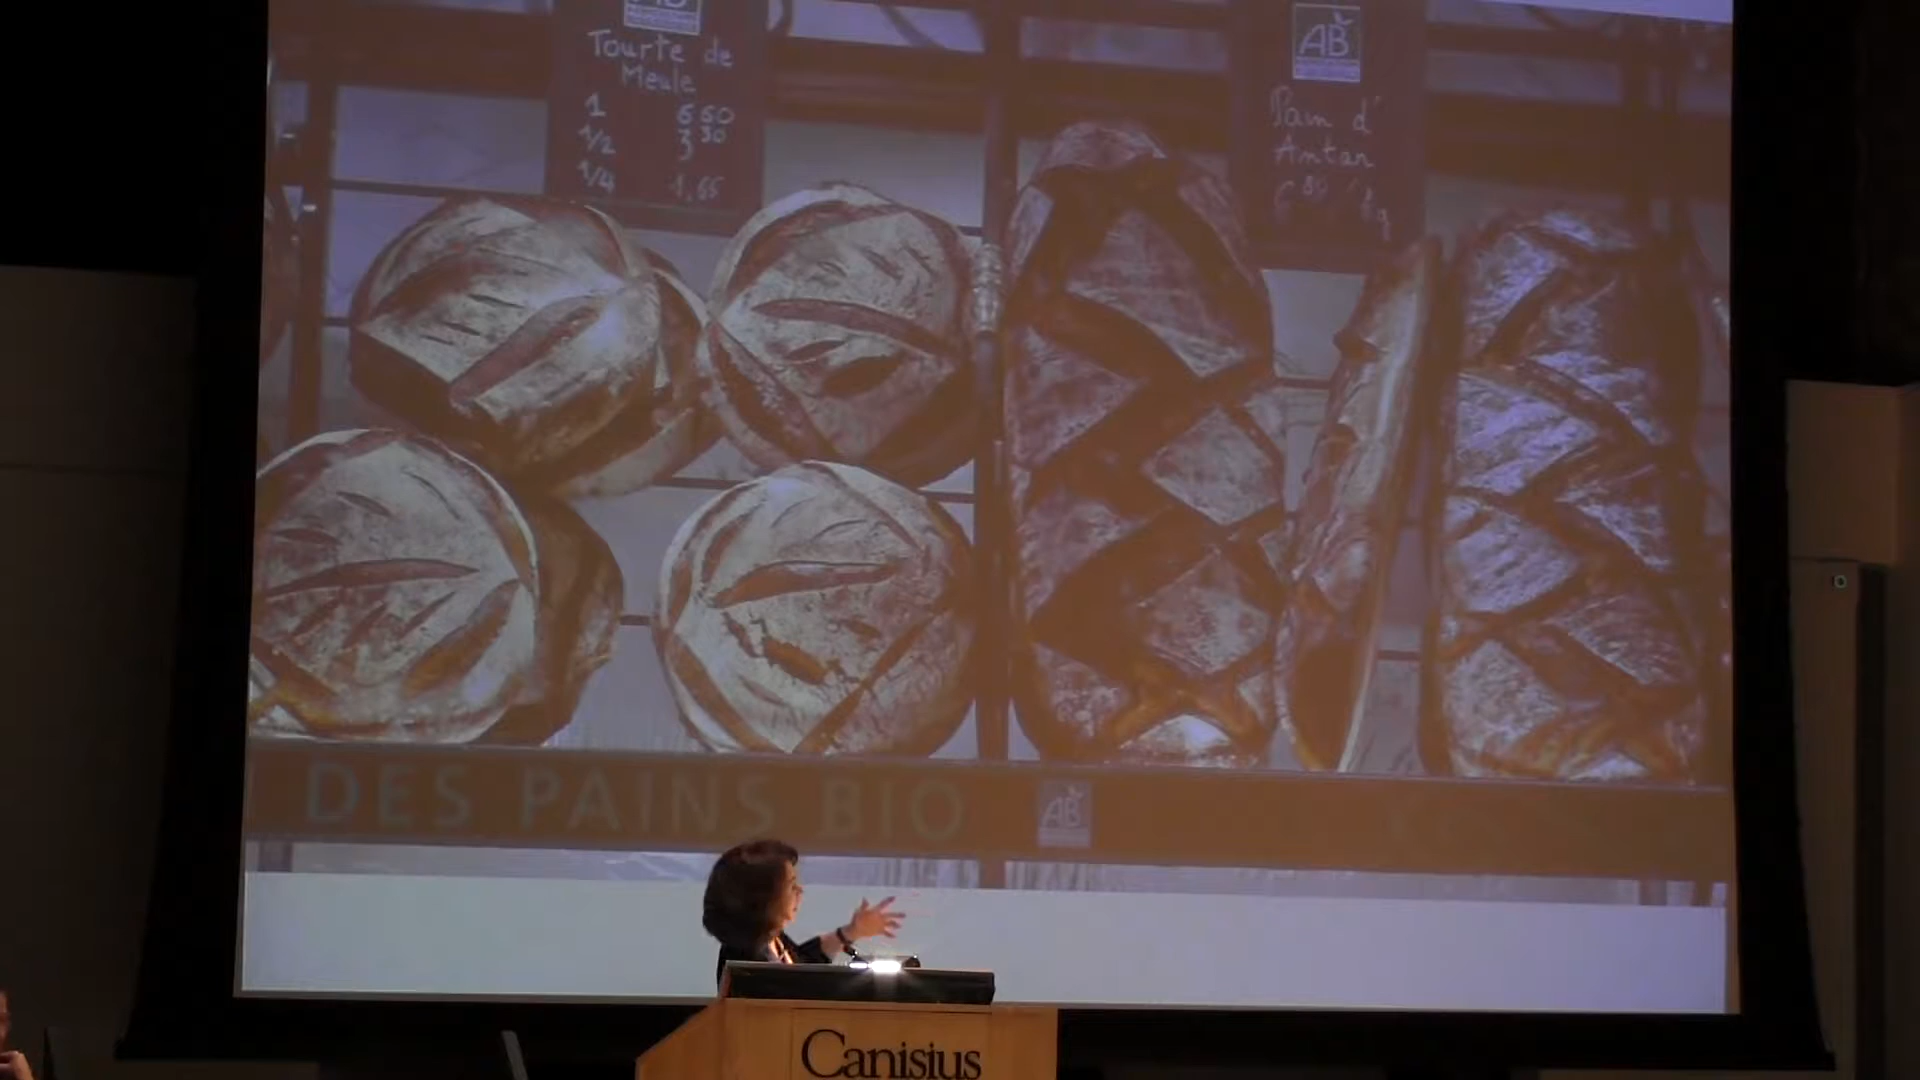 AB
Tourte de
Meule
1 6 60
1/2 3 30
1/4 1,65
AB
Pain d'
Antan
DES PAINS BIO
AB
Canisius